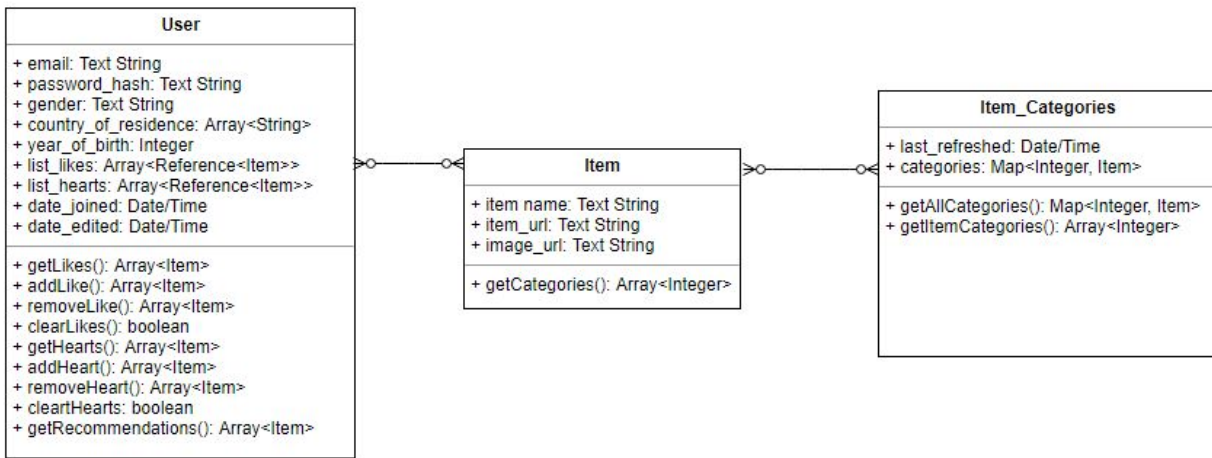 User
+ email: Text String
+ password_hash: Text String
+ gender: Text String
+ country_of_residence: Array<String>
+ year_of_birth: Integer
+ list_likes: Array<Reference<Item>>
+ list_hearts: Array<Reference<Item>>
+ date_joined: Date/Time
+ date_edited: Date/Time
+ getLikes(): Array<Item>
+ addLike(): Array<Item>
+ removeLike(): Array<Item>
+ clearLikes(): boolean
+ getHearts(): Array<Item>
+ addHeart(): Array<Item>
+ removeHeart(): Array<Item>
+ cleartHearts: boolean
+ getRecommendations(): Array<Item>
Item
+ item name: Text String
+ item_url: Text String
+ image_url: Text String
+ getCategories(): Array<Integer>
Item_Categories
+ last_refreshed: Date/Time
+ categories: Map<Integer, Item>
+ getAllCategories(): Map<Integer, Item>
+ getItemCategories(): Array<Integer>